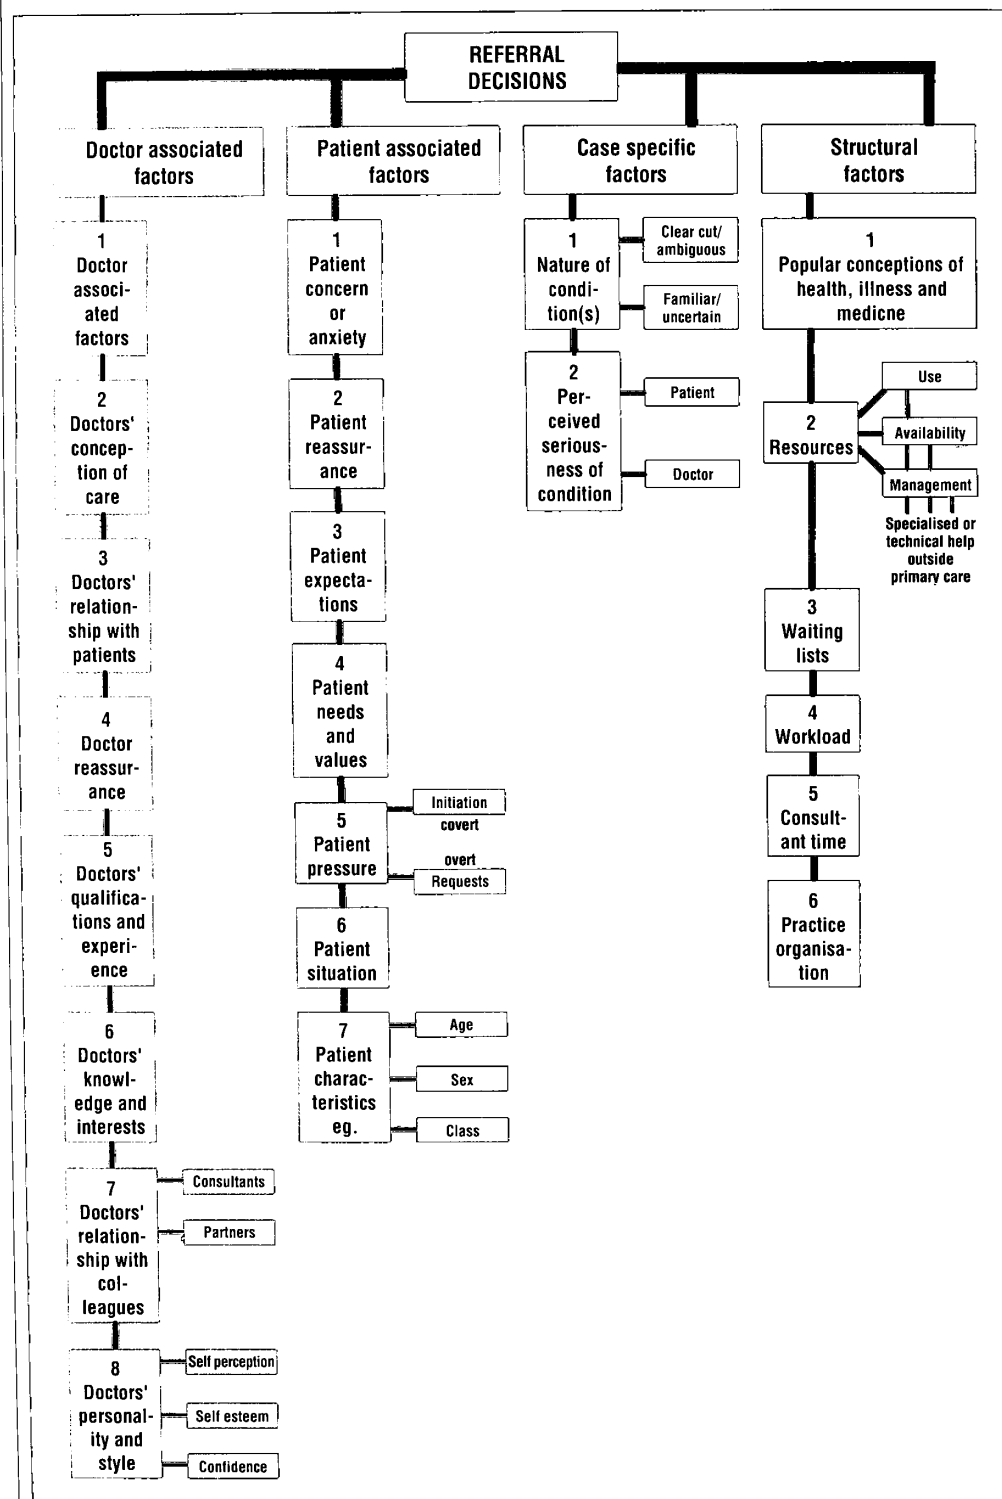 REFERRAL
DECISIONS
Doctor associated
factors
Patient associated
factors
Case specific
factors
Structural
factors
1
Doctor
associ-
ated
factors
2
Doctors'
concep-
tion of
care
3
Doctors'
relation-
ship with
patients
4
Doctor
reassur-
ance
5
Doctors'
qualifica-
tions and
experi-
ence
6
Doctors'
knowl-
edge and
interests
7
Doctors'
relation-
ship with
col-
leagues
Consultants
Partners
8
Doctors'
personal-
ity and
style
Self perception
Self esteem
Confidence
1
Patient
concern
or
anxiety
2
Patient
reassur-
ance
3
Patient
expecta-
tions
4
Patient
needs
and
values
5
Patient
pressure
Initiation
covert
overt
Requests
6
Patient
situation
7
Patient
charac-
teristics
eg.
Age
Sex
Class
1
Nature of
condi-
tion(s)
Clear cut/
ambiguous
Familiar/
uncertain
2
Per-
ceived
serious-
ness of
condition
Patient
Doctor
1
Popular conceptions of
health, illness and
medicne
2
Resources
Use
Availability
Management
Specialised or
technical help
outside
primary care
3
Waiting
lists
4
Workload
5
Consult-
ant time
6
Practice
organisa-
tion